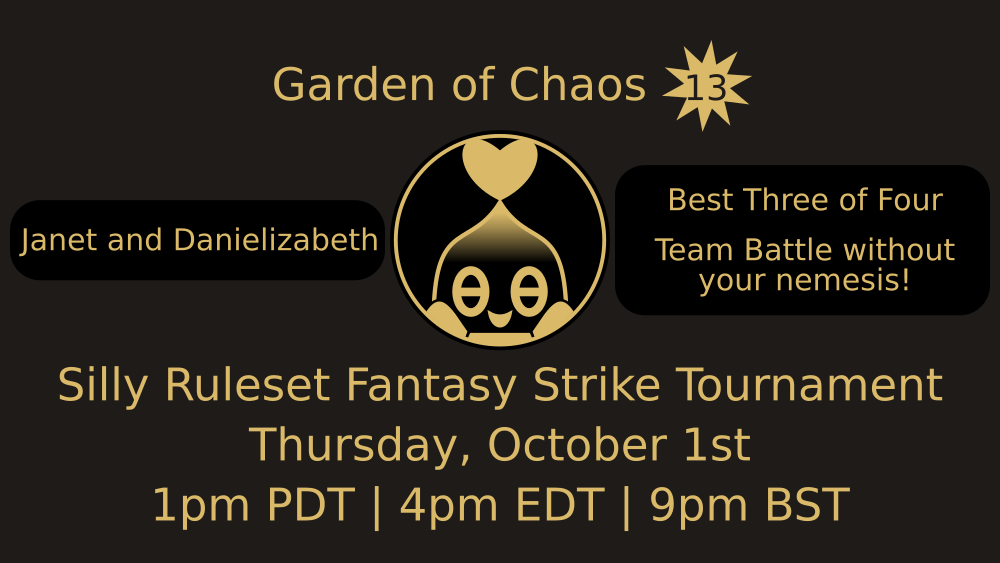 Garden of Chaos 13
Janet and Danielizabeth
Best Three of Four
Team Battle without
your nemesis!
Silly Ruleset Fantasy Strike Tournament
Thursday, October 1st
1pm PDT | 4pm EDT | 9pm BST